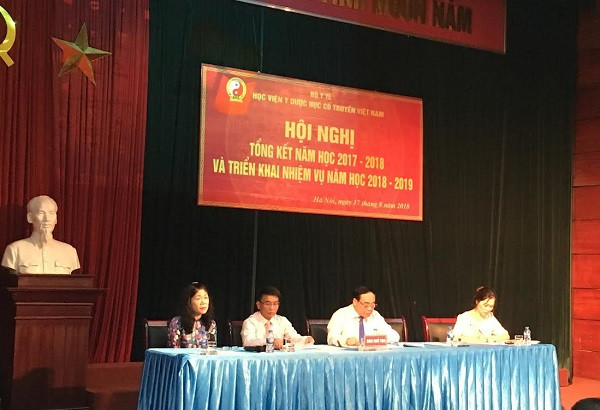 MUÔN NĂM
BỘ Y TẾ
HỌC VIỆN Y DƯỢC HỌC CỔ TRUYỀN VIỆT NAM
HỘI NGHỊ
TỔNG KẾT NĂM HỌC 2017 - 2018
VÀ TRIỂN KHAI NHIỆM VỤ NĂM HỌC 2018 - 2019
Hà Nội, ngày 17 tháng 8 năm 2018